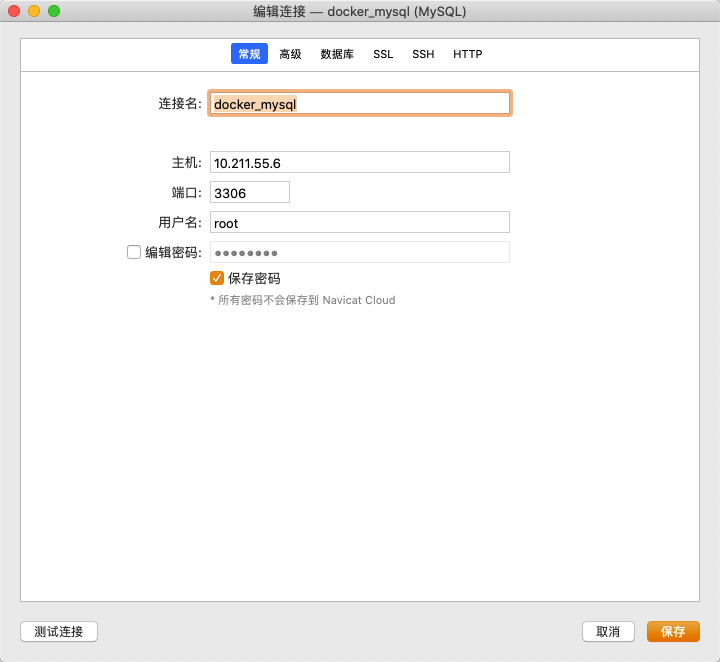 编辑连接 — docker_mysql (MySQL)
常规 高级 数据库 SSL SSH HTTP
连接名: docker_mysql
主机: 10.211.55.6
端口: 3306
用户名: root
编辑密码: ●●●●●●●●
保存密码
* 所有密码不会保存到 Navicat Cloud
测试连接 取消 保存